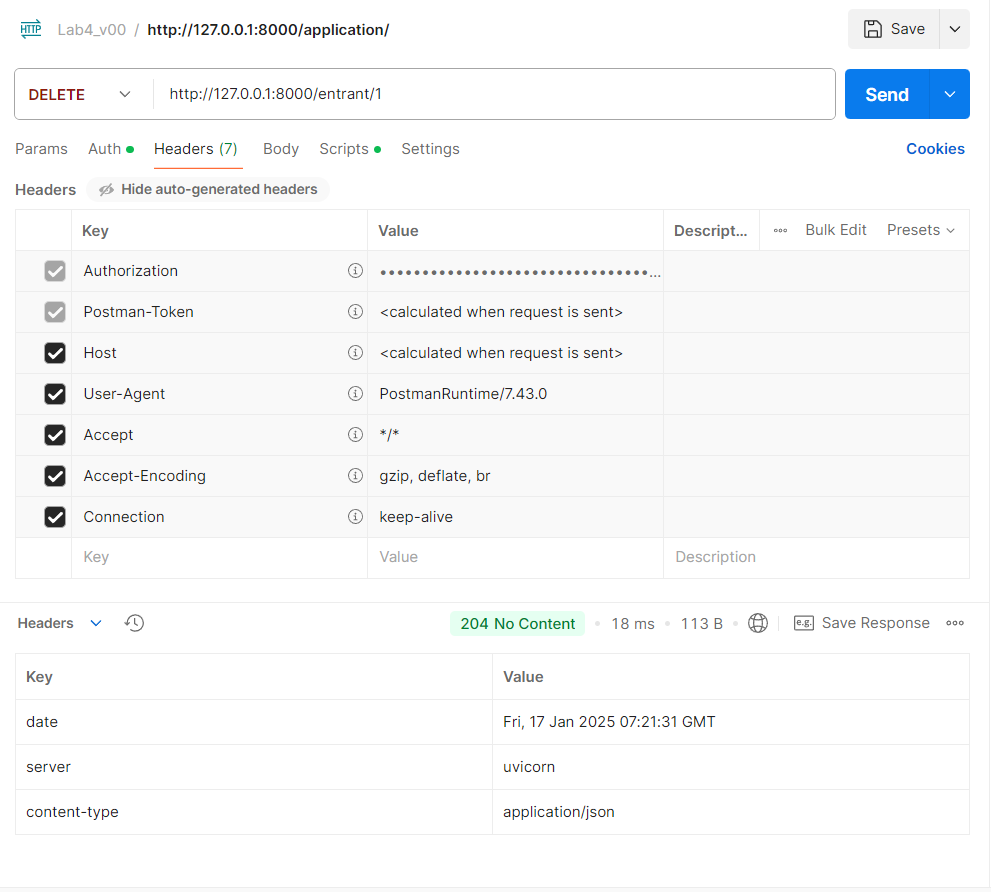 HTTP Lab4_v00 / http://127.0.0.1:8000/application/ Save
DELETE http://127.0.0.1:8000/entrant/1 Send
Params Auth Headers (7) Body Scripts Settings Cookies
Headers Hide auto-generated headers
Key Value Descript... Bulk Edit Presets
Authorization ••••••••••••••••••••••••••••••••...
Postman-Token <calculated when request is sent>
Host <calculated when request is sent>
User-Agent PostmanRuntime/7.43.0
Accept */*
Accept-Encoding gzip, deflate, br
Connection keep-alive
Key Value Description
Headers 204 No Content • 18 ms • 113 B • e.g. Save Response
Key Value
date Fri, 17 Jan 2025 07:21:31 GMT
server uvicorn
content-type application/json